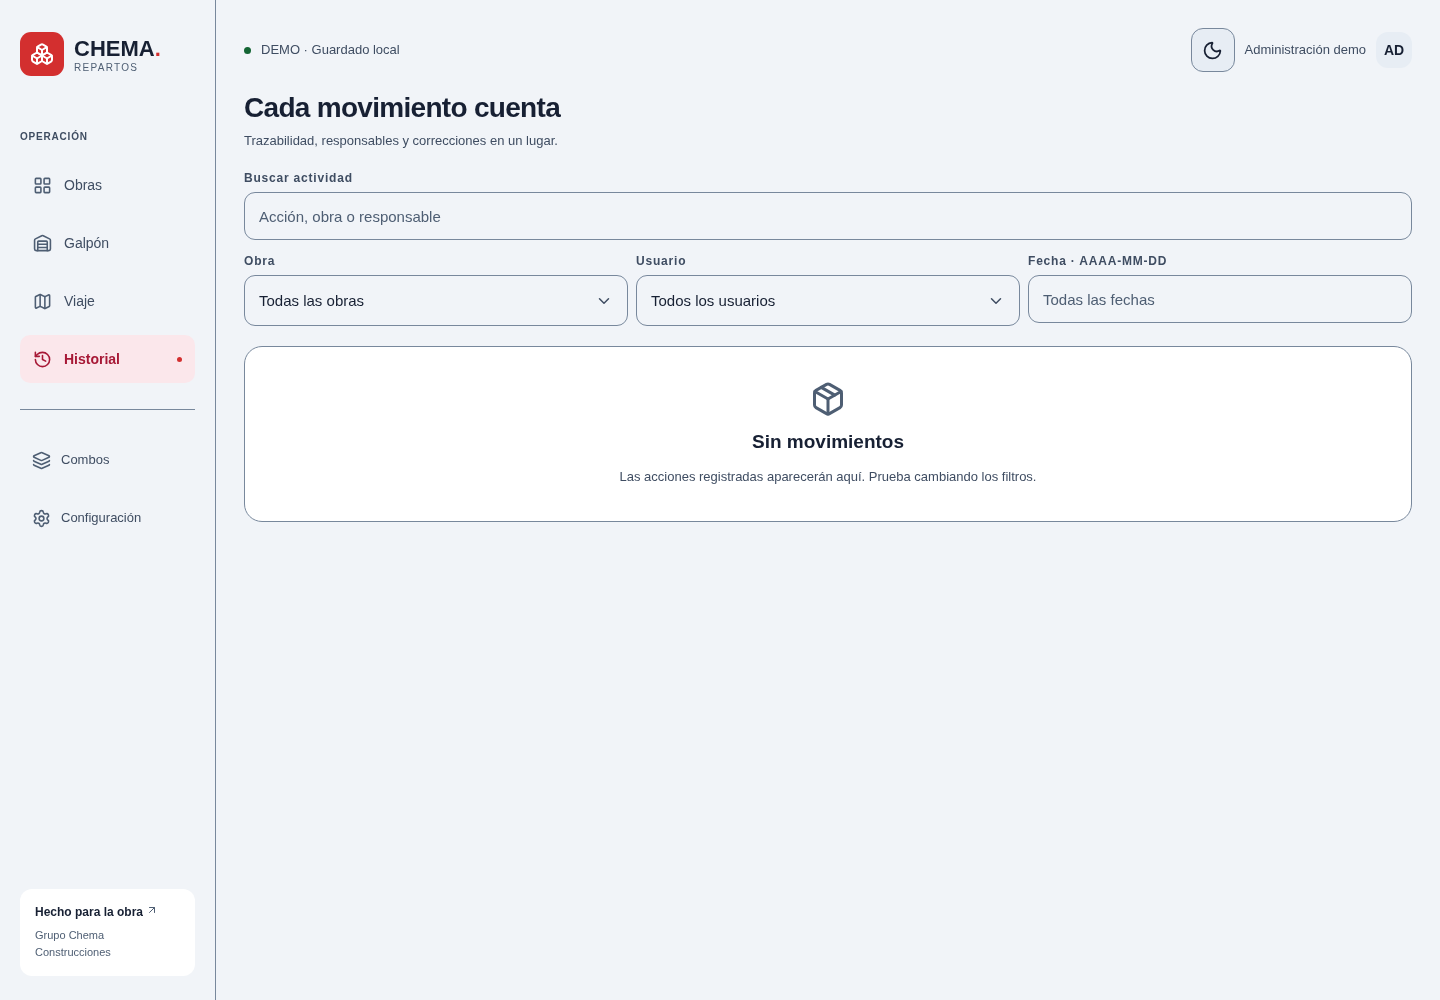 CHEMA.
REPARTOS
OPERACIÓN
Obras
Galpón
Viaje
Historial
Combos
Configuración
Hecho para la obra
Grupo Chema
Construcciones
DEMO · Guardado local
Administración demo
AD
Cada movimiento cuenta
Trazabilidad, responsables y correcciones en un lugar.
Buscar actividad
Acción, obra o responsable
Obra
Todas las obras
Usuario
Todos los usuarios
Fecha · AAAA-MM-DD
Todas las fechas
Sin movimientos
Las acciones registradas aparecerán aquí. Prueba cambiando los filtros.